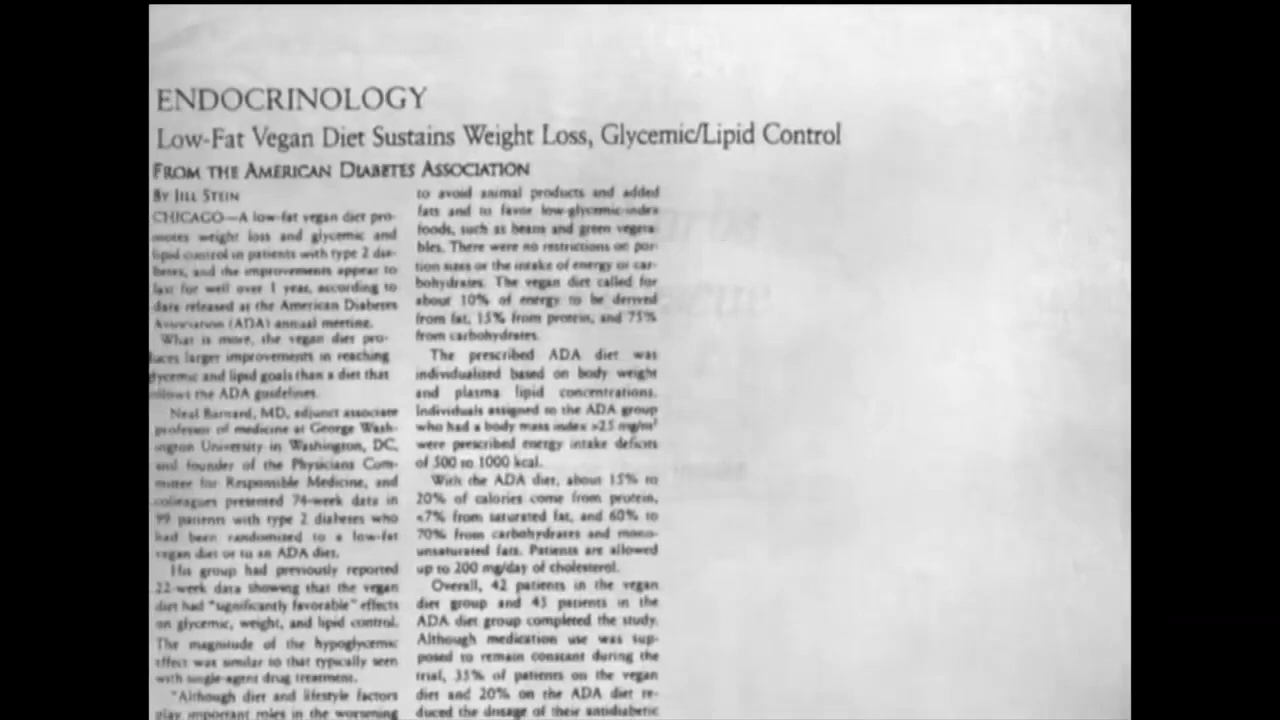 ENDOCRINOLOGY
Low-Fat Vegan Diet Sustains Weight Loss, Glycemic/Lipid Control
FROM THE AMERICAN DIABETES ASSOCIATION
BY JILL STEIN
CHICAGO—A low-fat vegan diet pro-
motes weight loss and glycemic and
lipid control in patients with type 2 dia-
betes, and the improvements appear to
last for well over 1 year, according to
data released at the American Diabetes
Association (ADA) annual meeting.
What is more, the vegan diet pro-
duces larger improvements in reaching
glycemic and lipid goals than a diet that
follows the ADA guidelines.
Neal Barnard, MD, adjunct associate
professor of medicine at George Wash-
ington University in Washington, DC,
and founder of the Physicians Com-
mittee for Responsible Medicine, and
colleagues presented 74-week data in
99 patients with type 2 diabetes who
had been randomized to a low-fat
vegan diet or to an ADA diet.
His group had previously reported
22-week data showing that the vegan
diet had "significantly favorable" effects
on glycemic, weight, and lipid control.
The magnitude of the hypoglycemic
effect was similar to that typically seen
with single-agent drug treatment.
"Although diet and lifestyle factors
play important roles in the worsening
to avoid animal products and added
fats and to favor low-glycemic-index
foods, such as beans and green vegeta-
bles. There were no restrictions on por-
tion sizes or the intake of energy or car-
bohydrates. The vegan diet called for
about 10% of energy to be derived
from fat, 15% from protein, and 75%
from carbohydrates.
The prescribed ADA diet was
individualized based on body weight
and plasma lipid concentrations.
Individuals assigned to the ADA group
who had a body mass index >25 mg/m²
were prescribed energy intake deficits
of 500 to 1000 kcal.
With the ADA diet, about 15% to
20% of calories come from protein,
<7% from saturated fat, and 60% to
70% from carbohydrates and mono-
unsaturated fats. Patients are allowed
up to 200 mg/day of cholesterol.
Overall, 42 patients in the vegan
diet group and 45 patients in the
ADA diet group completed the study.
Although medication use was sup-
posed to remain constant during the
trial, 35% of patients on the vegan
diet and 20% on the ADA diet re-
duced the dosage of their antidiabetic